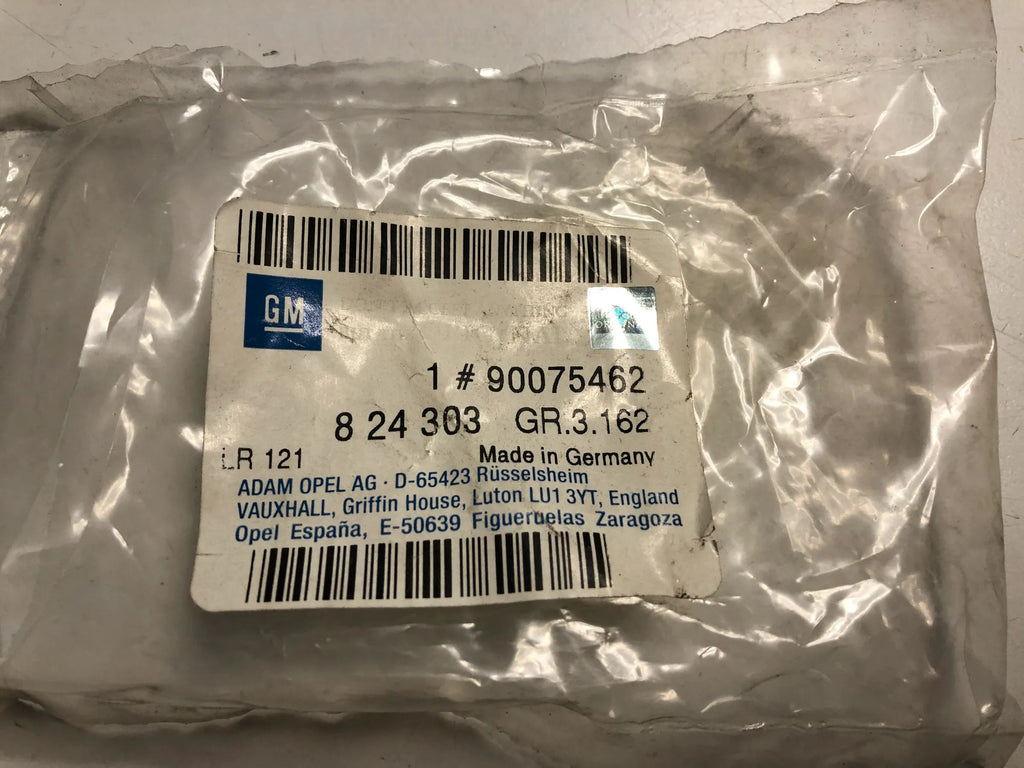 GM
1 # 90075462
8 24 303 GR.3.162
LR 121 Made in Germany
ADAM OPEL AG · D-65423 Rüsselsheim
VAUXHALL, Griffin House, Luton LU1 3YT, England
Opel España, E-50639 Figueruelas Zaragoza